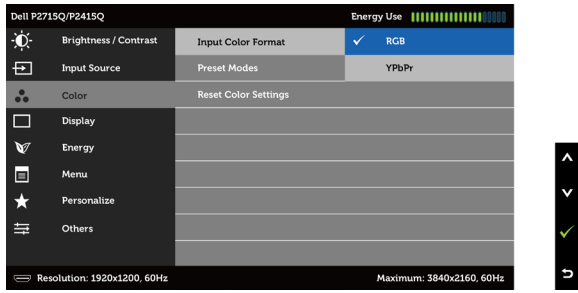 Dell P2715Q/P2415Q Energy Use
Brightness / Contrast Input Color Format RGB
Input Source Preset Modes YPbPr
Color Reset Color Settings
Display
Energy
Menu
Personalize
Others
Resolution: 1920x1200, 60Hz Maximum: 3840x2160, 60Hz